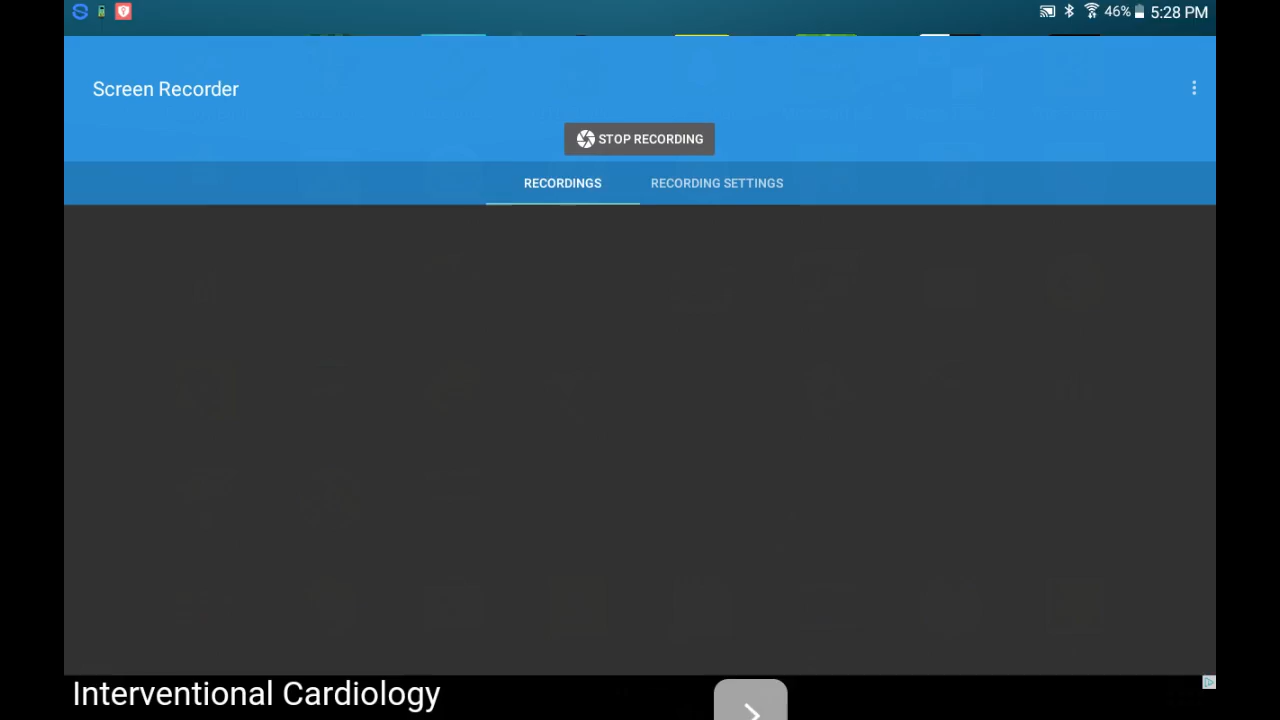 46% 5:28 PM
Screen Recorder
STOP RECORDING
RECORDINGS RECORDING SETTINGS
Interventional Cardiology